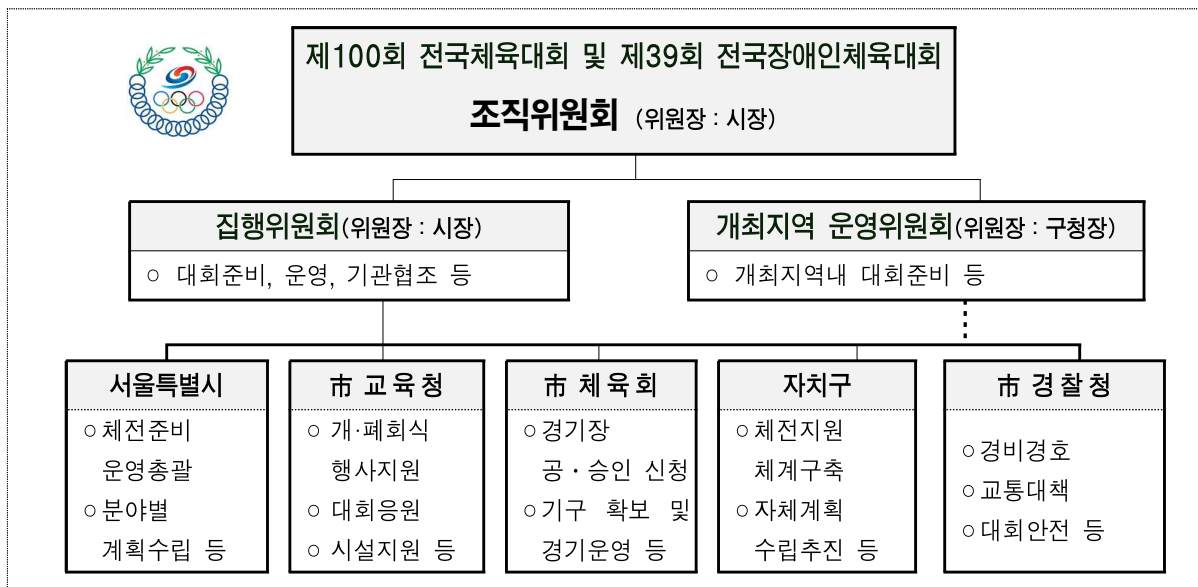 제100회 전국체육대회 및 제39회 전국장애인체육대회
조직위원회 (위원장 : 시장)
집행위원회(위원장 : 시장)
○ 대회준비, 운영, 기관협조 등
개최지역 운영위원회(위원장 : 구청장)
○ 개최지역내 대회준비 등
서울특별시
○ 체전준비
운영총괄
○ 분야별
계획수립 등
市 교육청
○ 개·폐회식
행사지원
○ 대회응원
○ 시설지원 등
市 체육회
○ 경기장
공·승인 신청
○ 기구 확보 및
경기운영 등
자치구
○ 체전지원
체계구축
○ 자체계획
수립추진 등
市 경찰청
○ 경비경호
○ 교통대책
○ 대회안전 등